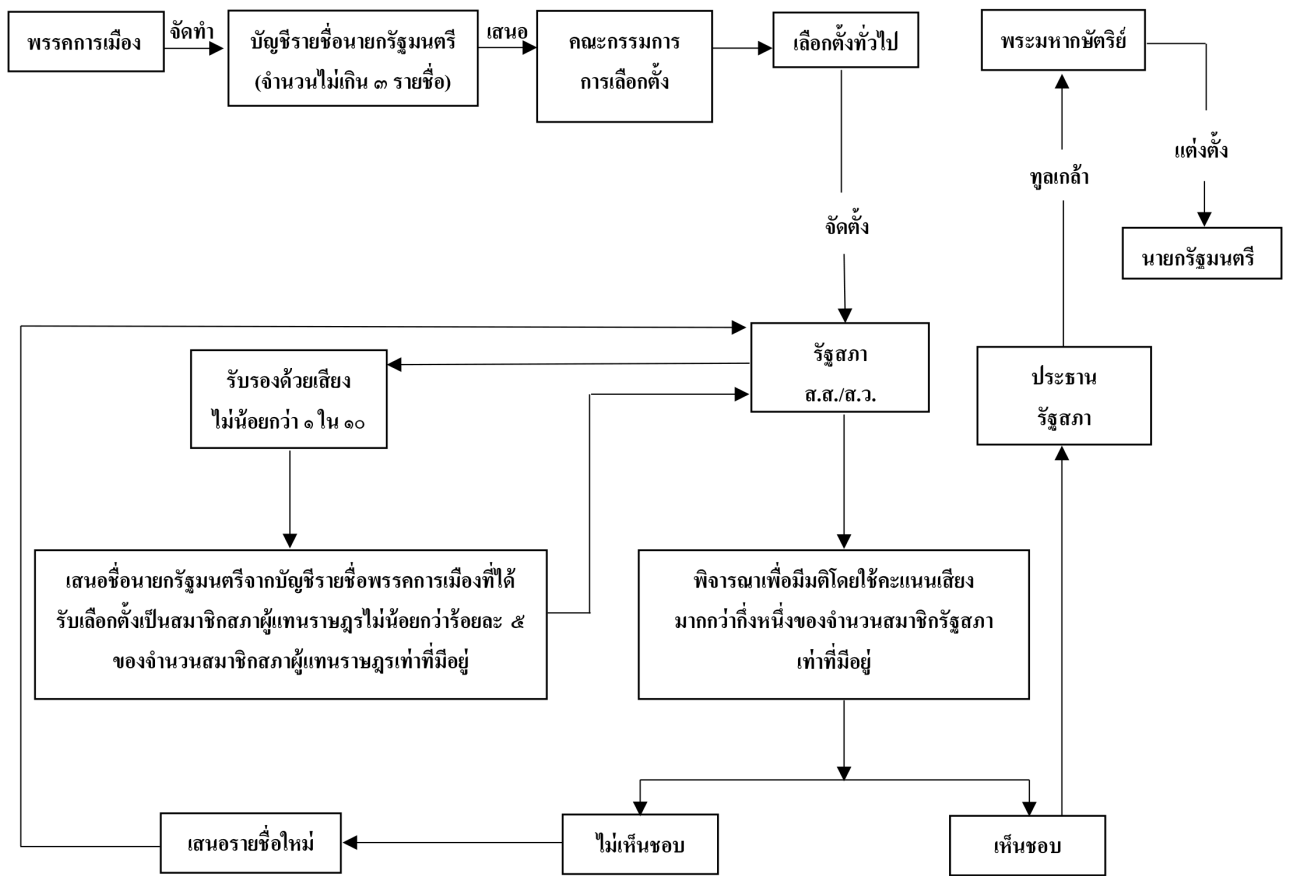 พรรคการเมือง
จัดทำ
บัญชีรายชื่อนายกรัฐมนตรี
(จำนวนไม่เกิน ๓ รายชื่อ)
เสนอ
คณะกรรมการ
การเลือกตั้ง
เลือกตั้งทั่วไป
พระมหากษัตริย์
แต่งตั้ง
ทูลเกล้า
จัดตั้ง
นายกรัฐมนตรี
รัฐสภา
ส.ส./ส.ว.
รับรองด้วยเสียง
ไม่น้อยกว่า ๑ ใน ๑๐
ประธาน
รัฐสภา
เสนอชื่อนายกรัฐมนตรีจากบัญชีรายชื่อพรรคการเมืองที่ได้
รับเลือกตั้งเป็นสมาชิกสภาผู้แทนราษฎรไม่น้อยกว่าร้อยละ ๕
ของจำนวนสมาชิกสภาผู้แทนราษฎรเท่าที่มีอยู่
พิจารณาเพื่อมีมติโดยใช้คะแนนเสียง
มากกว่ากึ่งหนึ่งของจำนวนสมาชิกรัฐสภา
เท่าที่มีอยู่
เสนอรายชื่อใหม่
ไม่เห็นชอบ
เห็นชอบ